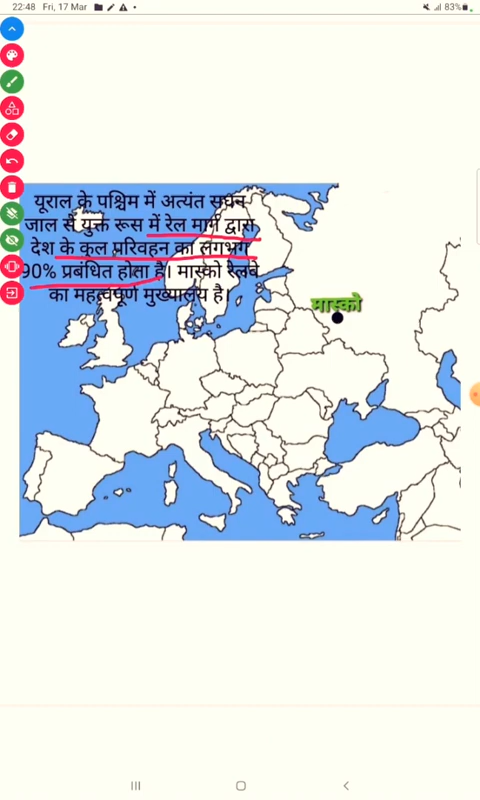 22:48 Fri, 17 Mar
83%
यूराल के पश्चिम में अत्यंत सघन
जाल से युक्त रूस में रेल मार्ग द्वारा
देश के कुल परिवहन का लगभग
90% प्रबंधित होता है। मास्को रेलवे
का महत्वपूर्ण मुख्यालय है।
मास्को